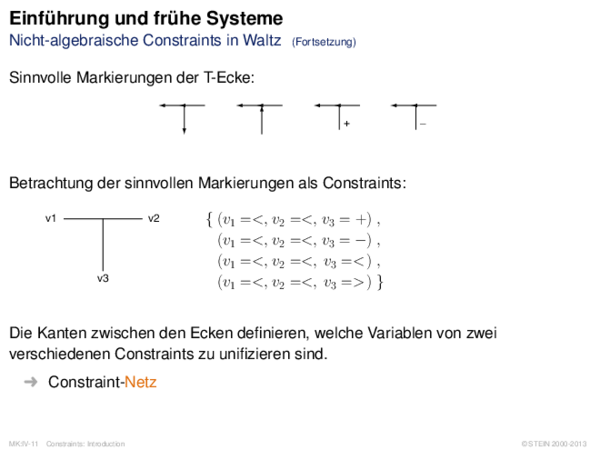 Einführung und frühe Systeme
Nicht-algebraische Constraints in Waltz (Fortsetzung)
Sinnvolle Markierungen der T-Ecke:
+ −
Betrachtung der sinnvollen Markierungen als Constraints:
v1 v2 v3
{ (v₁ =<, v₂ =<, v₃ = +) ,
(v₁ =<, v₂ =<, v₃ = −) ,
(v₁ =<, v₂ =<, v₃ =<) ,
(v₁ =<, v₂ =<, v₃ =>) }
Die Kanten zwischen den Ecken definieren, welche Variablen von zwei
verschiedenen Constraints zu unifizieren sind.
➜ Constraint-Netz
MK:IV-11 Constraints: Introduction © STEIN 2000-2013